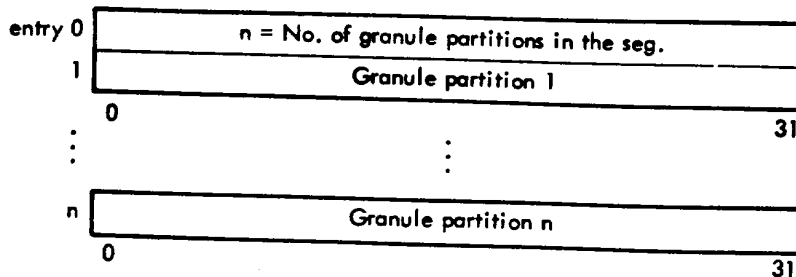 entry 0 n = No. of granule partitions in the seg.
1 Granule partition 1
0 31
n Granule partition n
0 31